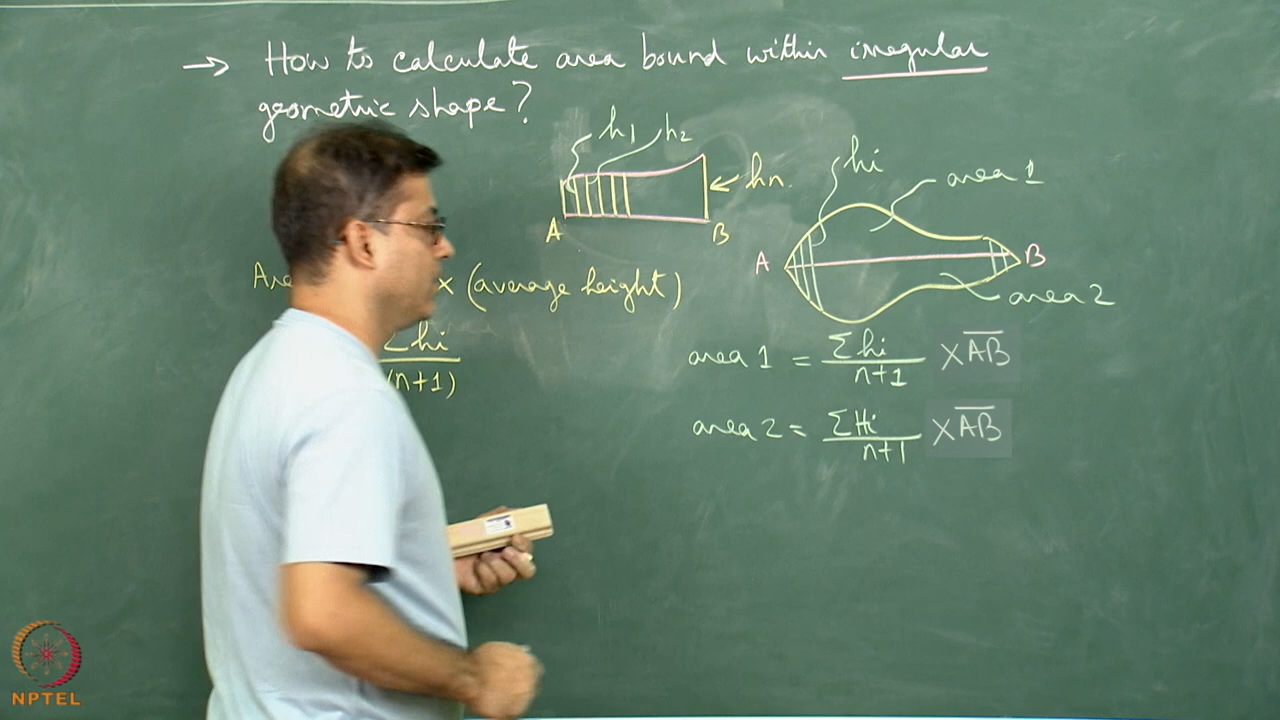 → How to calculate area bound within irregular
geometric shape?
h1 h2
hn
A B
hi
area 1
A B
area 2
x (average height)
Σhi
(n+1)
area 1 = Σhi / n+1 X AB
area 2 = ΣHi / n+1 X AB
NPTEL